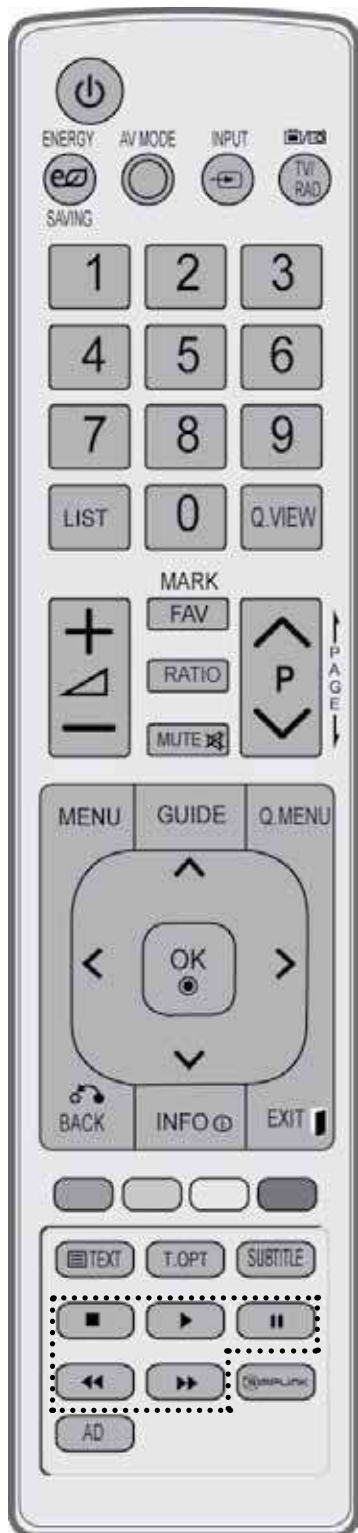 ENERGY AV MODE INPUT
TV/
RAD
SAVING
1 2 3
4 5 6
7 8 9
LIST 0 Q.VIEW
MARK
FAV
RATIO
P
PAGE
MUTE
MENU GUIDE Q.MENU
OK
BACK INFO EXIT
TEXT T.OPT SUBTITLE
SIMPLINK
AD